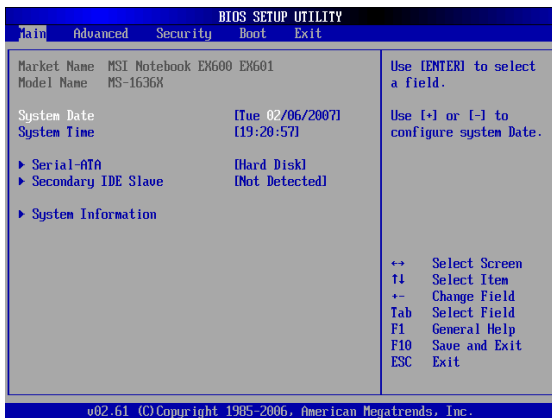 BIOS SETUP UTILITY
Main Advanced Security Boot Exit
Market Name MSI Notebook EX600 EX601
Model Name MS-1636X
System Date [Tue 02/06/2007]
System Time [19:20:57]
▶ Serial-ATA [Hard Disk]
▶ Secondary IDE Slave [Not Detected]
▶ System Information
Use [ENTER] to select
a field.
Use [+] or [-] to
configure system Date.
↔ Select Screen
↑↓ Select Item
+- Change Field
Tab Select Field
F1 General Help
F10 Save and Exit
ESC Exit
v02.61 (C)Copyright 1985-2006, American Megatrends, Inc.